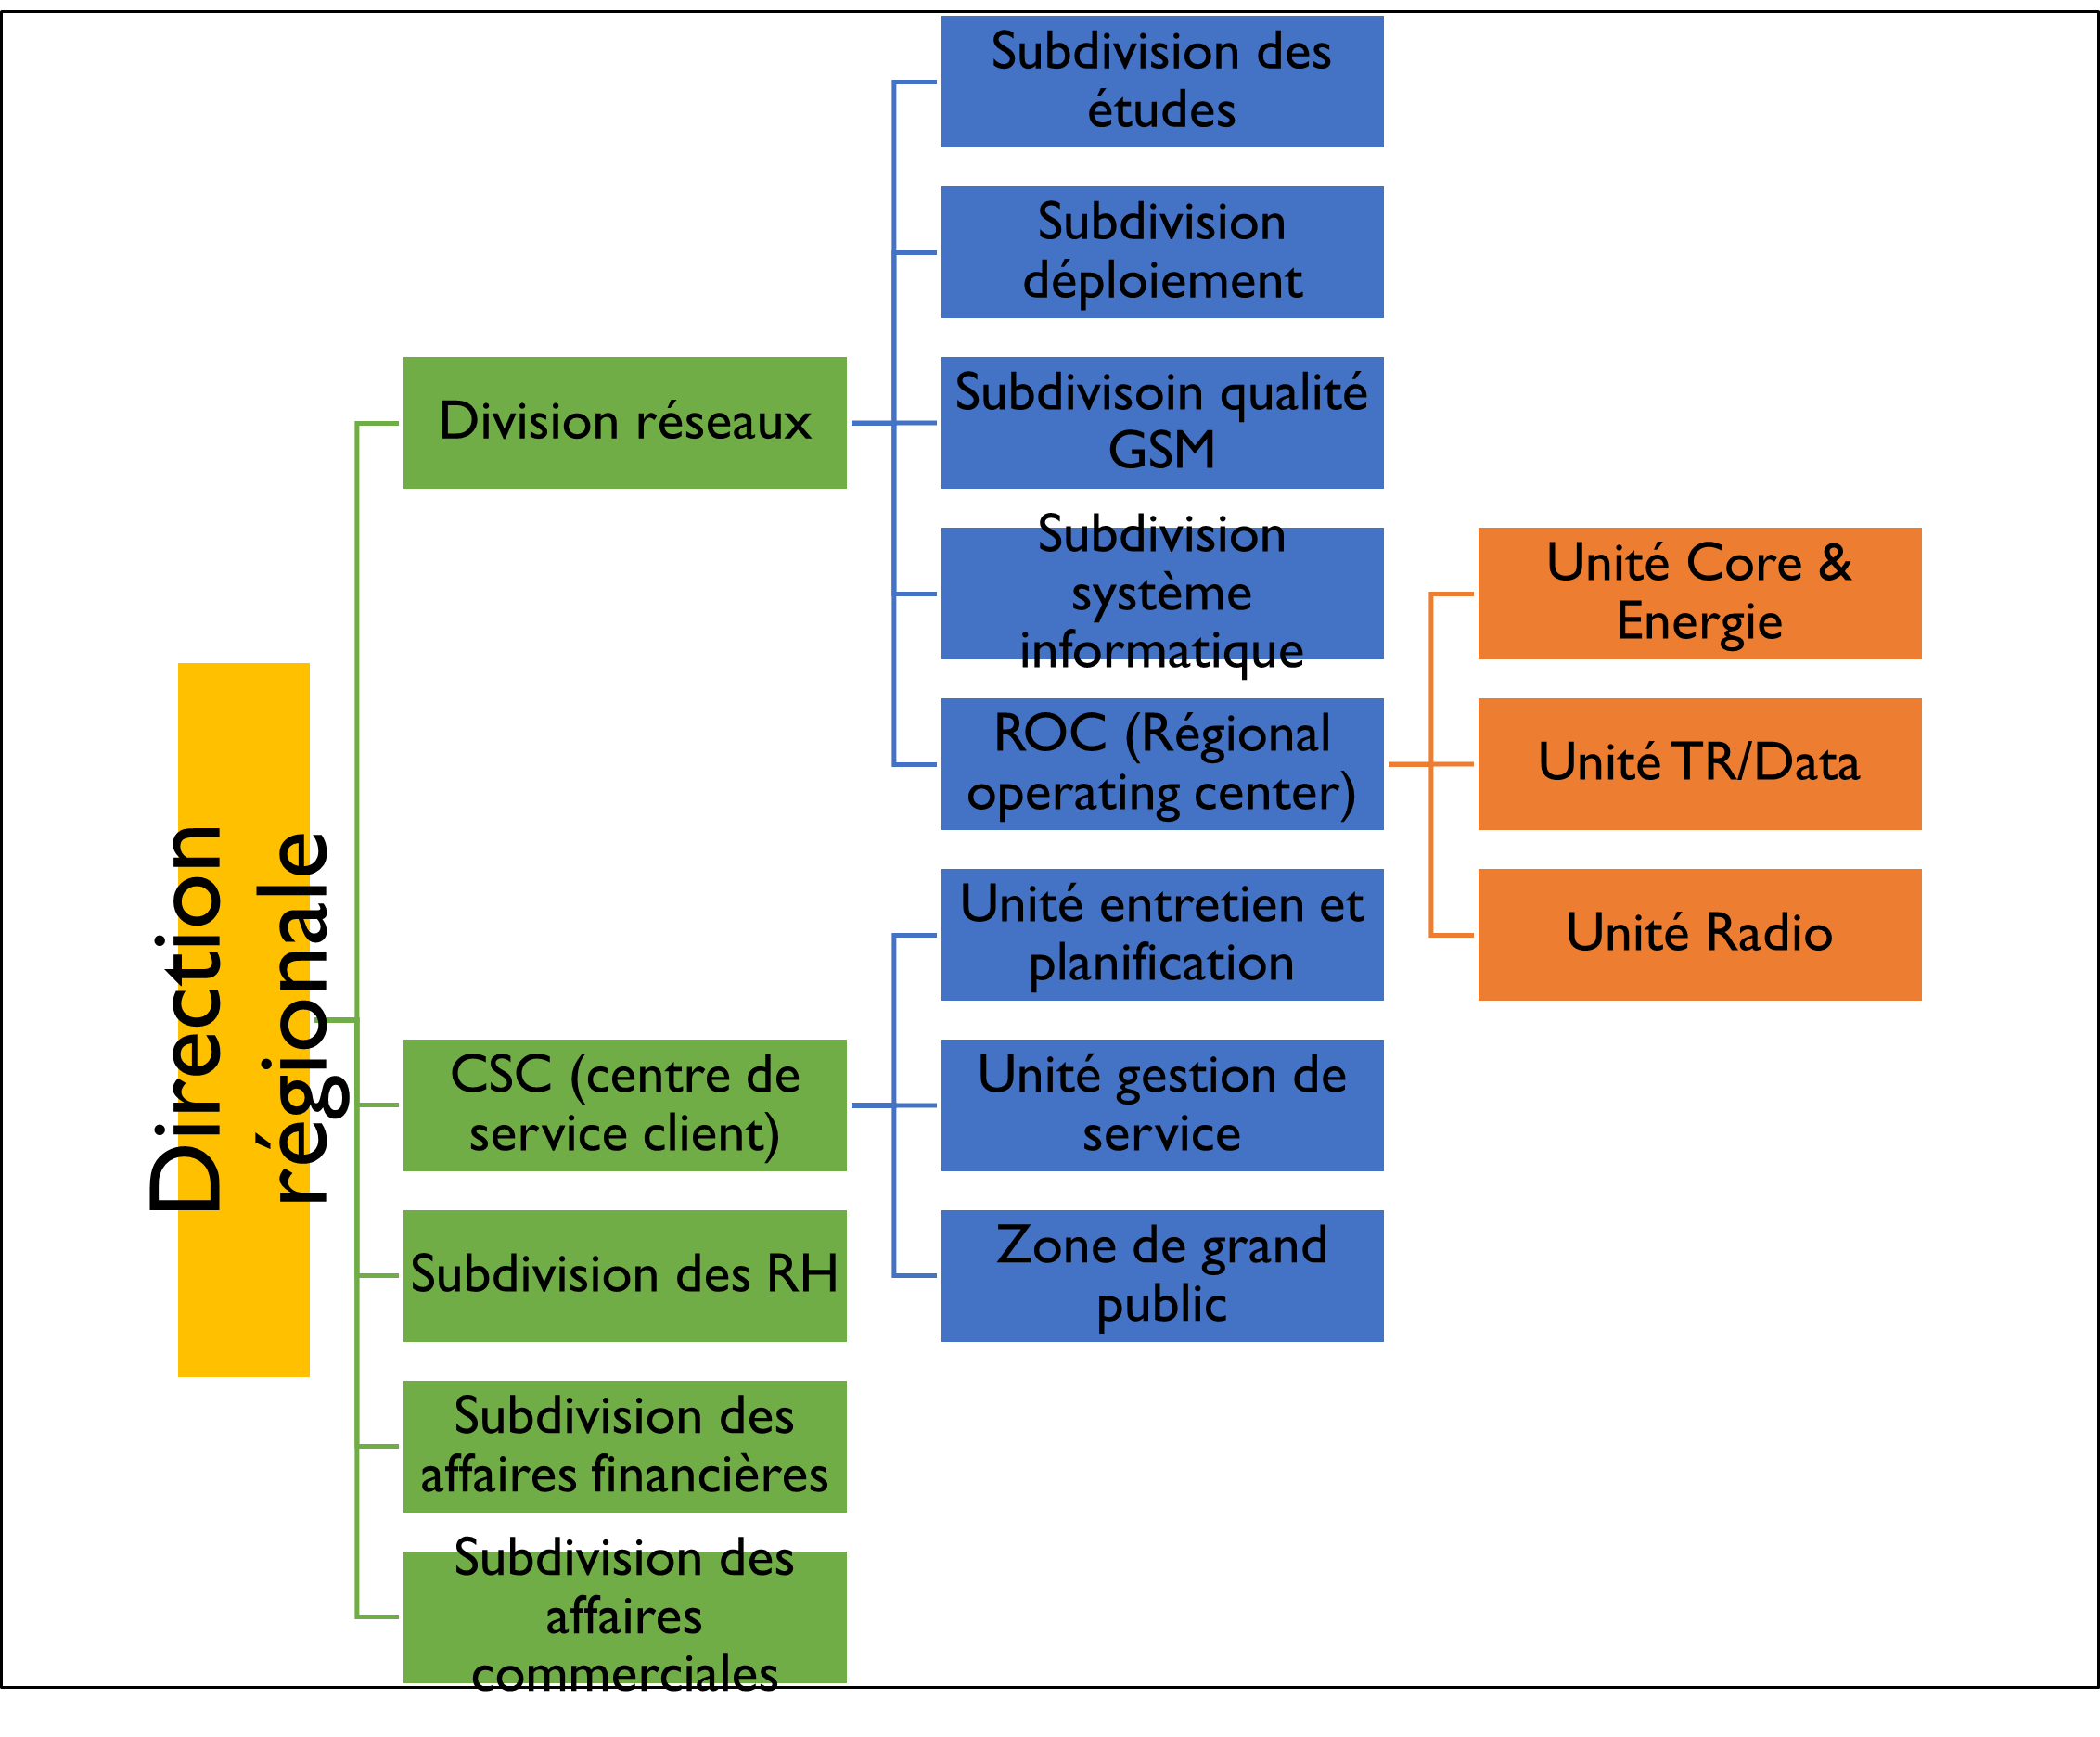 Direction
régionale
Division réseaux
Subdivision des
études
Subdivision
déploiement
Subdivisoin qualité
GSM
Subdivision
système
informatique
ROC (Régional
operating center)
Unité Core &
Energie
Unité TR/Data
Unité Radio
CSC (centre de
service client)
Unité entretien et
planification
Unité gestion de
service
Zone de grand
public
Subdivision des RH
Subdivision des
affaires financières
Subdivision des
affaires
commerciales